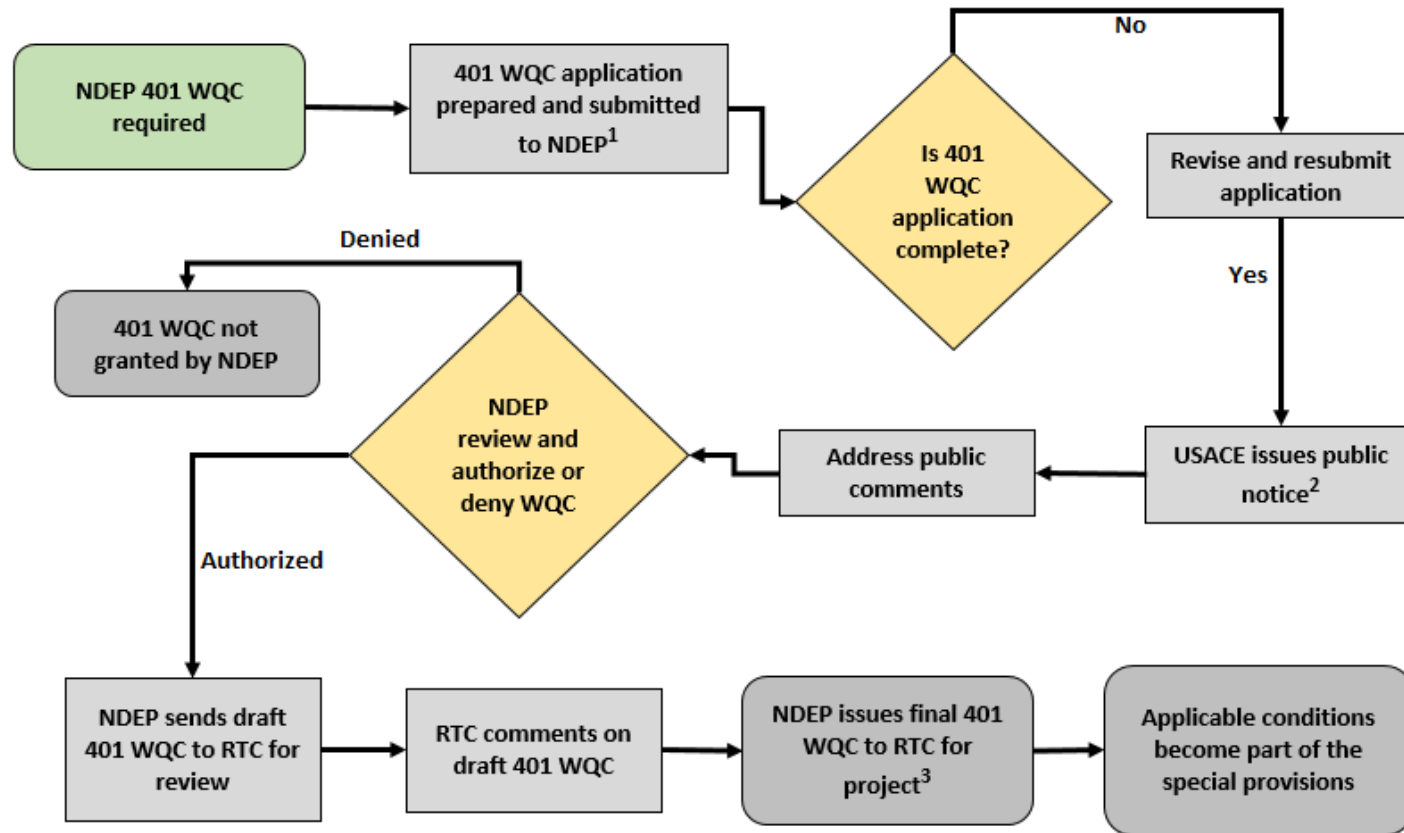 NDEP 401 WQC
required
401 WQC application
prepared and submitted
to NDEP¹
Is 401
WQC
application
complete?
No
Revise and resubmit
application
Yes
USACE issues public
notice²
Address public
comments
NDEP
review and
authorize or
deny WQC
Denied
401 WQC not
granted by NDEP
Authorized
NDEP sends draft
401 WQC to RTC for
review
RTC comments on
draft 401 WQC
NDEP issues final 401
WQC to RTC for
project³
Applicable conditions
become part of the
special provisions